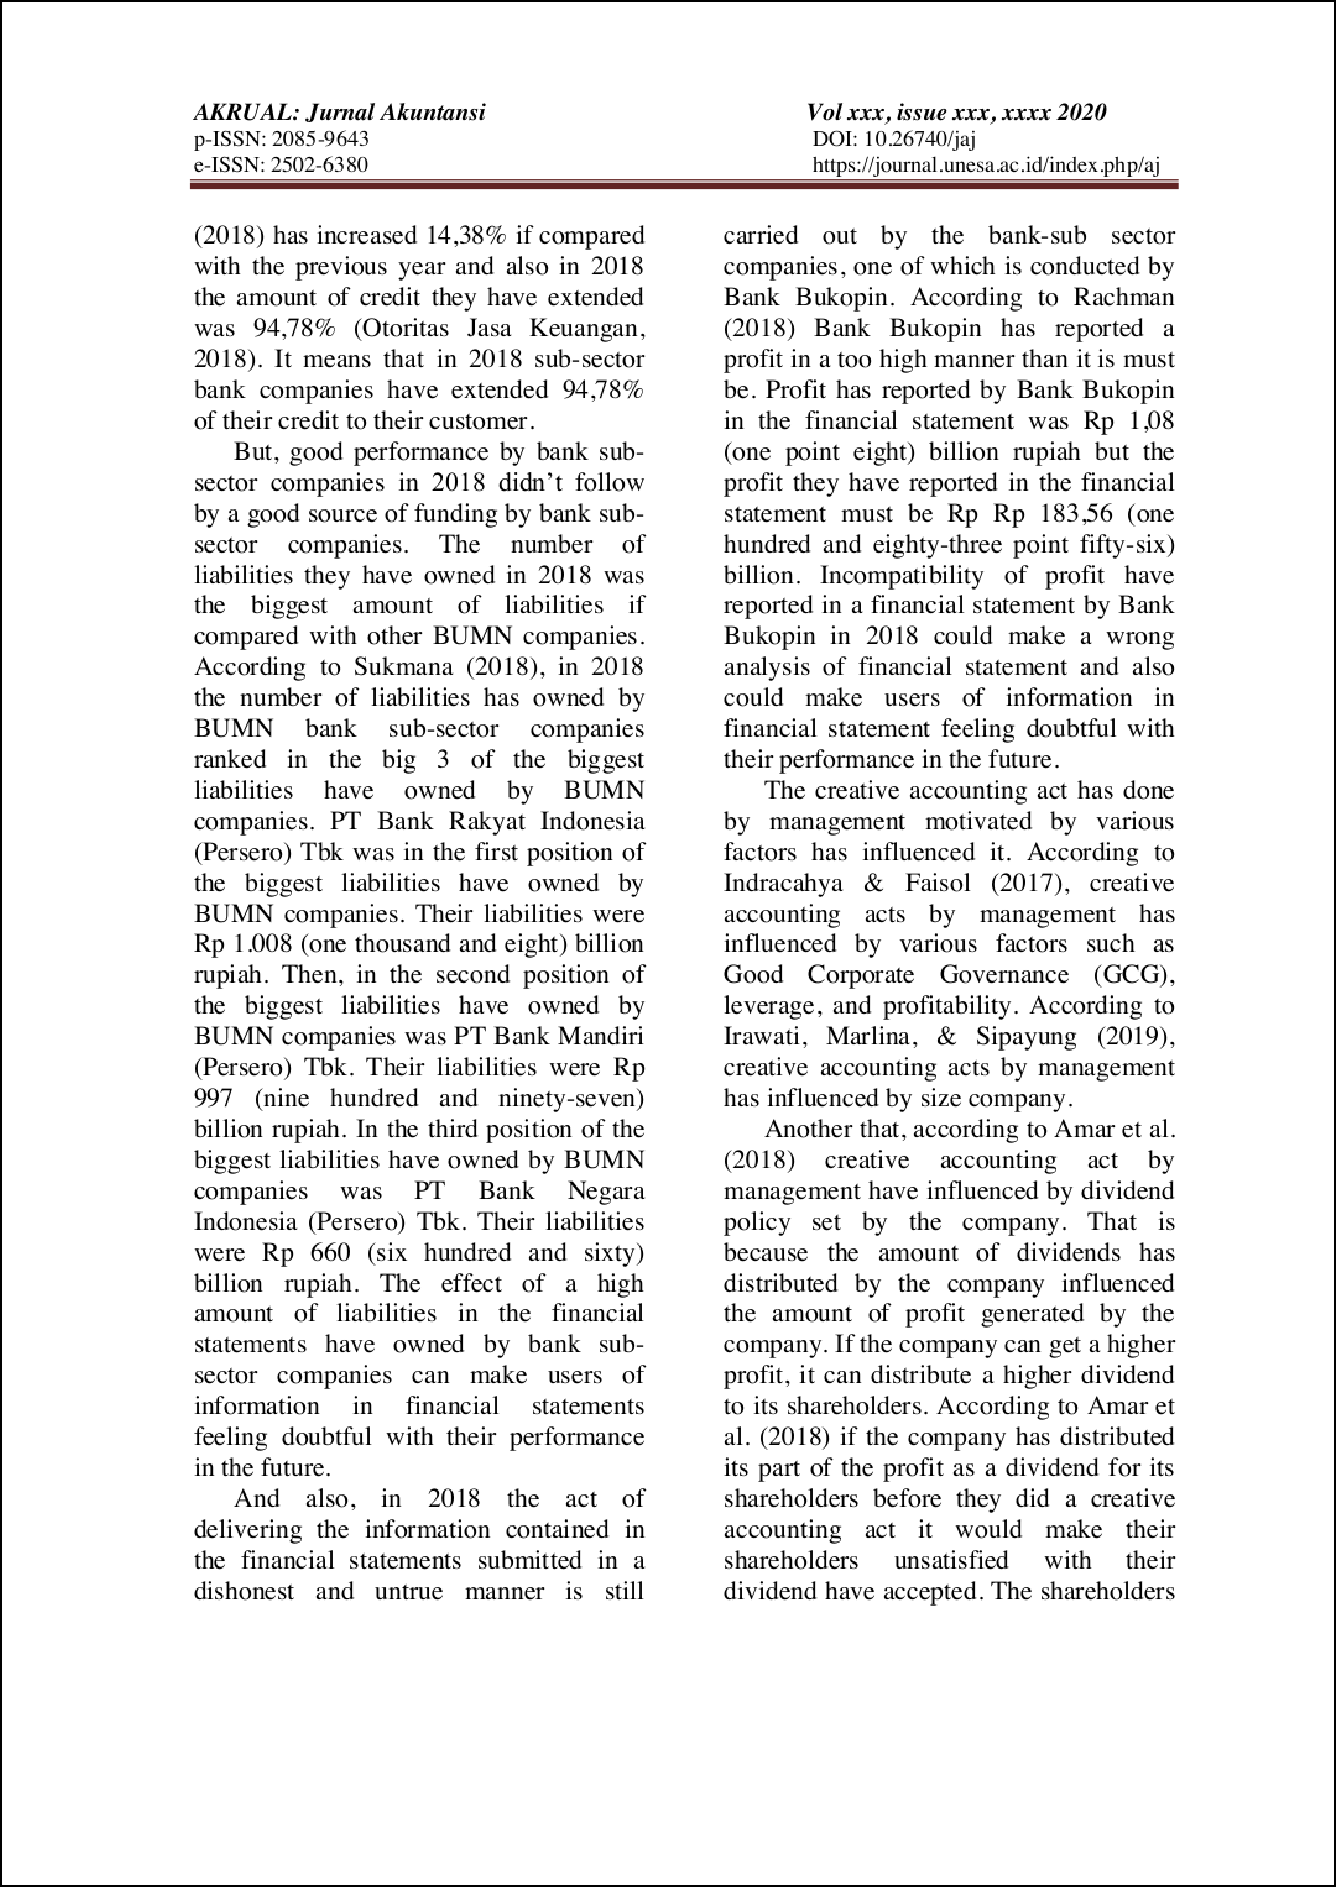 AKRUAL: Jurnal Akuntansi
Vol xxx, issue xxx, xxxx 2020
p-ISSN: 2085-9643
DOI: 10.26740/jaj
e-ISSN: 2502-6380
https://journal.unesa.ac.id/index.php/aj
(2018) has increased 14,38% if compared
with the previous year and also in 2018
the amount of credit they have extended
was 94,78% (Otoritas Jasa Keuangan,
2018). It means that in 2018 sub-sector
bank companies have extended 94,78%
of their credit to their customer.
But, good performance by bank sub-
sector companies in 2018 didn’t follow
by a good source of funding by bank sub-
sector companies. The number of
liabilities they have owned in 2018 was
the biggest amount of liabilities if
compared with other BUMN companies.
According to Sukmana (2018), in 2018
the number of liabilities has owned by
BUMN bank sub-sector companies
ranked in the big 3 of the biggest
liabilities have owned by BUMN
companies. PT Bank Rakyat Indonesia
(Persero) Tbk was in the first position of
the biggest liabilities have owned by
BUMN companies. Their liabilities were
Rp 1.008 (one thousand and eight) billion
rupiah. Then, in the second position of
the biggest liabilities have owned by
BUMN companies was PT Bank Mandiri
(Persero) Tbk. Their liabilities were Rp
997 (nine hundred and ninety-seven)
billion rupiah. In the third position of the
biggest liabilities have owned by BUMN
companies was PT Bank Negara
Indonesia (Persero) Tbk. Their liabilities
were Rp 660 (six hundred and sixty)
billion rupiah. The effect of a high
amount of liabilities in the financial
statements have owned by bank sub-
sector companies can make users of
information in financial statements
feeling doubtful with their performance
in the future.
And also, in 2018 the act of
delivering the information contained in
the financial statements submitted in a
dishonest and untrue manner is still
carried out by the bank-sub sector
companies, one of which is conducted by
Bank Bukopin. According to Rachman
(2018) Bank Bukopin has reported a
profit in a too high manner than it is must
be. Profit has reported by Bank Bukopin
in the financial statement was Rp 1,08
(one point eight) billion rupiah but the
profit they have reported in the financial
statement must be Rp Rp 183,56 (one
hundred and eighty-three point fifty-six)
billion. Incompatibility of profit have
reported in a financial statement by Bank
Bukopin in 2018 could make a wrong
analysis of financial statement and also
could make users of information in
financial statement feeling doubtful with
their performance in the future.
The creative accounting act has done
by management motivated by various
factors has influenced it. According to
Indracahya & Faisol (2017), creative
accounting acts by management has
influenced by various factors such as
Good Corporate Governance (GCG),
leverage, and profitability. According to
Irawati, Marlina, & Sipayung (2019),
creative accounting acts by management
has influenced by size company.
Another that, according to Amar et al.
(2018) creative accounting act by
management have influenced by dividend
policy set by the company. That is
because the amount of dividends has
distributed by the company influenced
the amount of profit generated by the
company. If the company can get a higher
profit, it can distribute a higher dividend
to its shareholders. According to Amar et
al. (2018) if the company has distributed
its part of the profit as a dividend for its
shareholders before they did a creative
accounting act it would make their
shareholders unsatisfied with their
dividend have accepted. The shareholders